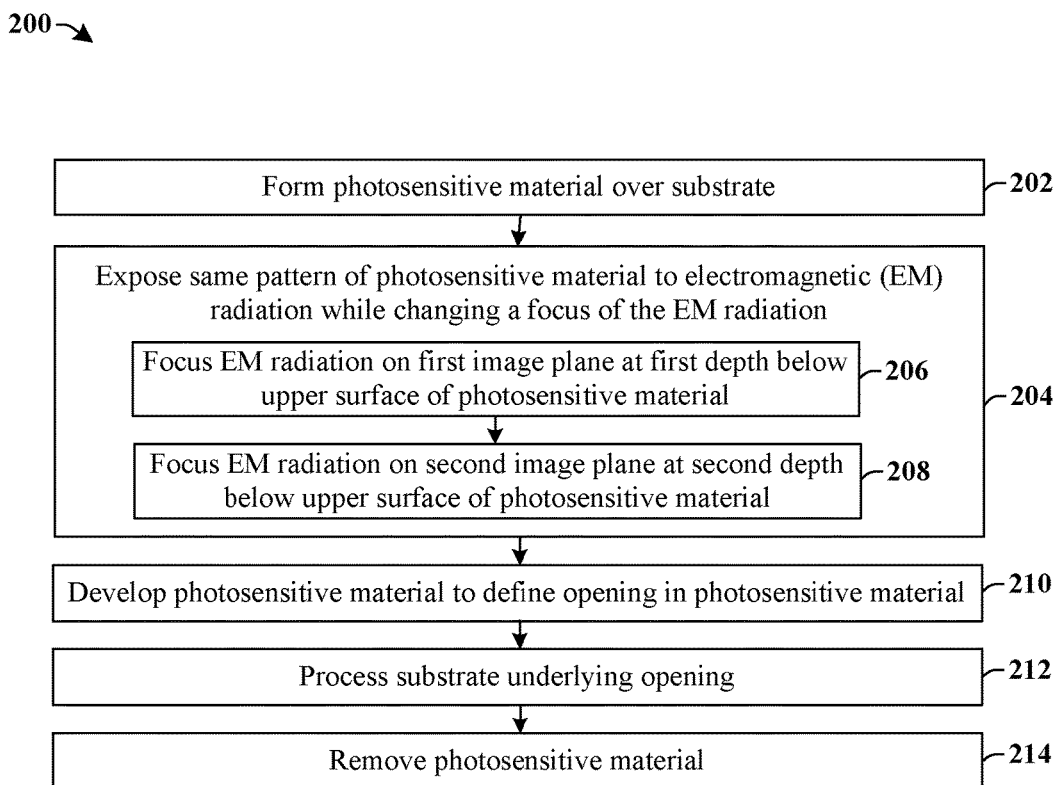 200
Form photosensitive material over substrate
202
Expose same pattern of photosensitive material to electromagnetic (EM)
radiation while changing a focus of the EM radiation
204
Focus EM radiation on first image plane at first depth below
upper surface of photosensitive material
206
Focus EM radiation on second image plane at second depth
below upper surface of photosensitive material
208
Develop photosensitive material to define opening in photosensitive material
210
Process substrate underlying opening
212
Remove photosensitive material
214